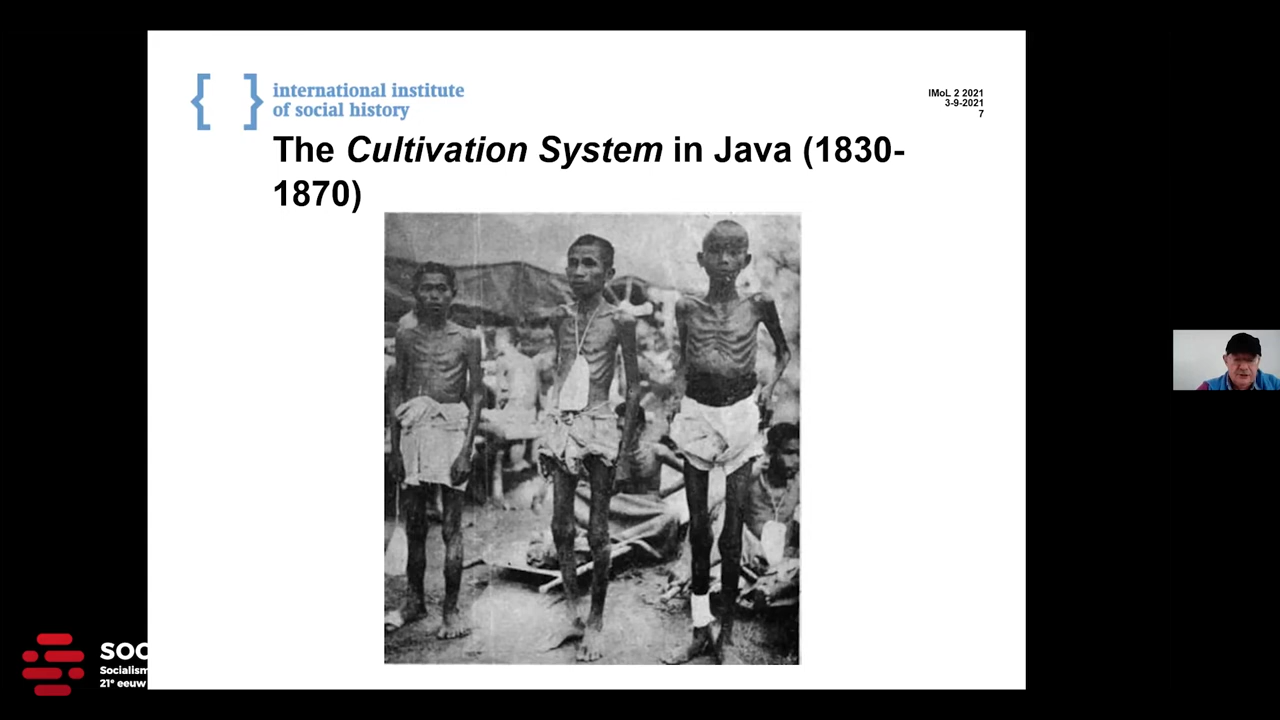 international institute
of social history
IMoL 2 2021
3-9-2021
7
The Cultivation System in Java (1830-
1870)
SOC
Socialism
21e eeuw